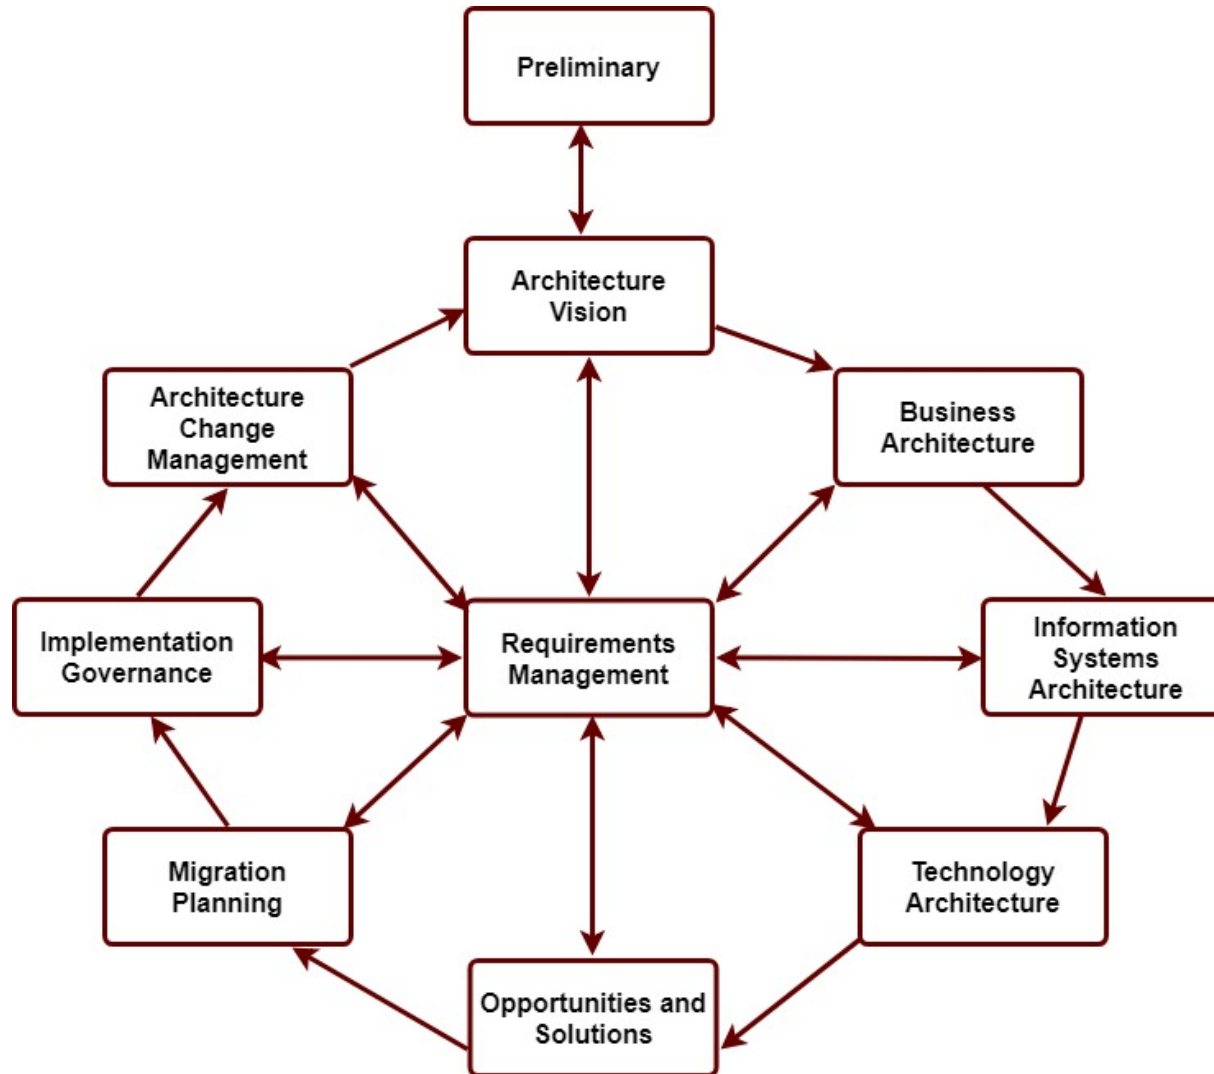 Preliminary
Architecture
Vision
Architecture
Change
Management
Business
Architecture
Implementation
Governance
Requirements
Management
Information
Systems
Architecture
Migration
Planning
Technology
Architecture
Opportunities and
Solutions